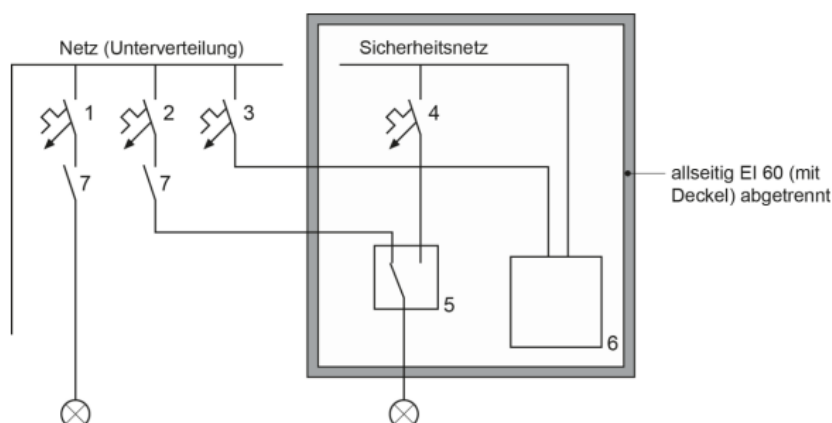 Netz (Unterverteilung)
Sicherheitsnetz
1
2
3
4
7
7
allseitig EI 60 (mit
Deckel) abgetrennt
5
6